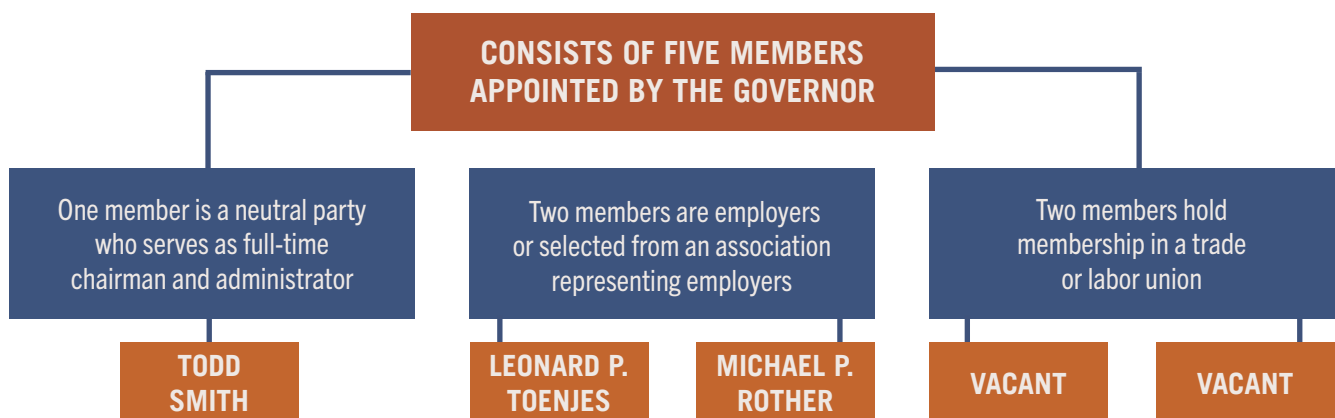 CONSISTS OF FIVE MEMBERS
APPOINTED BY THE GOVERNOR
One member is a neutral party
who serves as full-time
chairman and administrator
TODD
SMITH
Two members are employers
or selected from an association
representing employers
LEONARD P.
TOENJES
MICHAEL P.
ROTHER
Two members hold
membership in a trade
or labor union
VACANT
VACANT